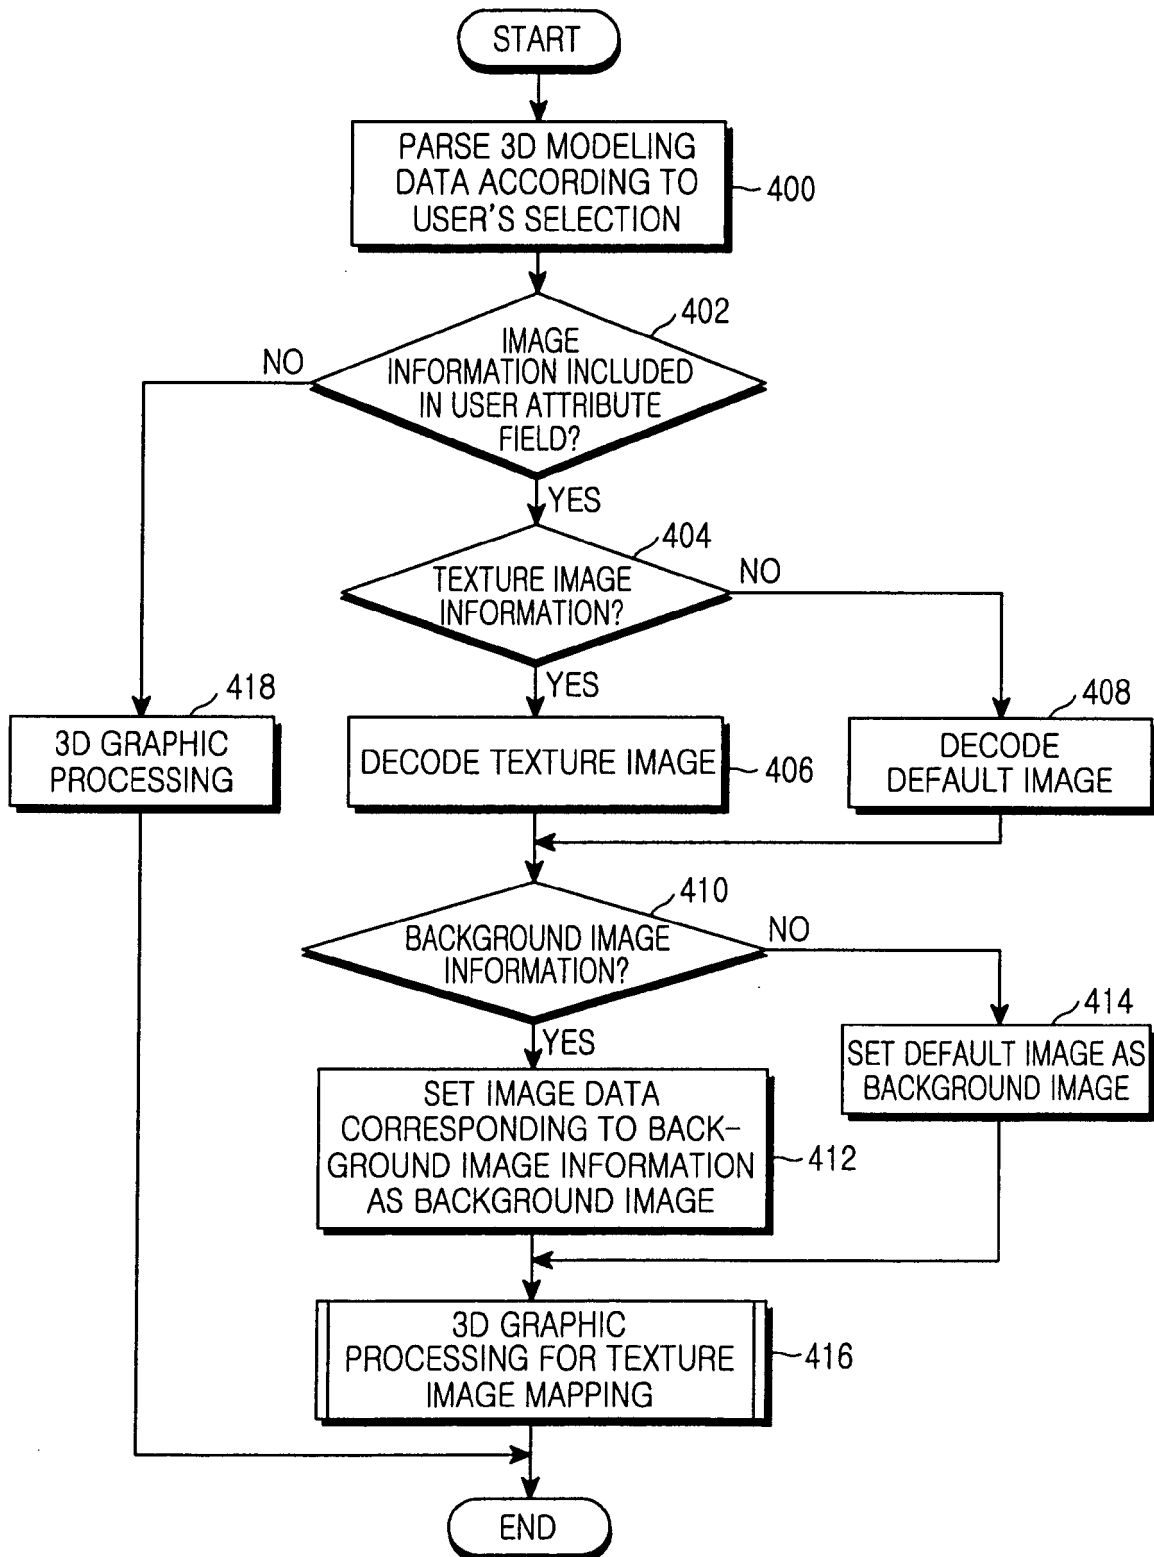 START
PARSE 3D MODELING
DATA ACCORDING TO
USER'S SELECTION
400
402
IMAGE
INFORMATION INCLUDED
IN USER ATTRIBUTE
FIELD?
NO
YES
404
TEXTURE IMAGE
INFORMATION?
NO
YES
418
3D GRAPHIC
PROCESSING
DECODE TEXTURE IMAGE
406
408
DECODE
DEFAULT IMAGE
410
BACKGROUND IMAGE
INFORMATION?
NO
YES
414
SET DEFAULT IMAGE AS
BACKGROUND IMAGE
SET IMAGE DATA
CORRESPONDING TO BACK-
GROUND IMAGE INFORMATION
AS BACKGROUND IMAGE
412
3D GRAPHIC
PROCESSING FOR TEXTURE
IMAGE MAPPING
416
END